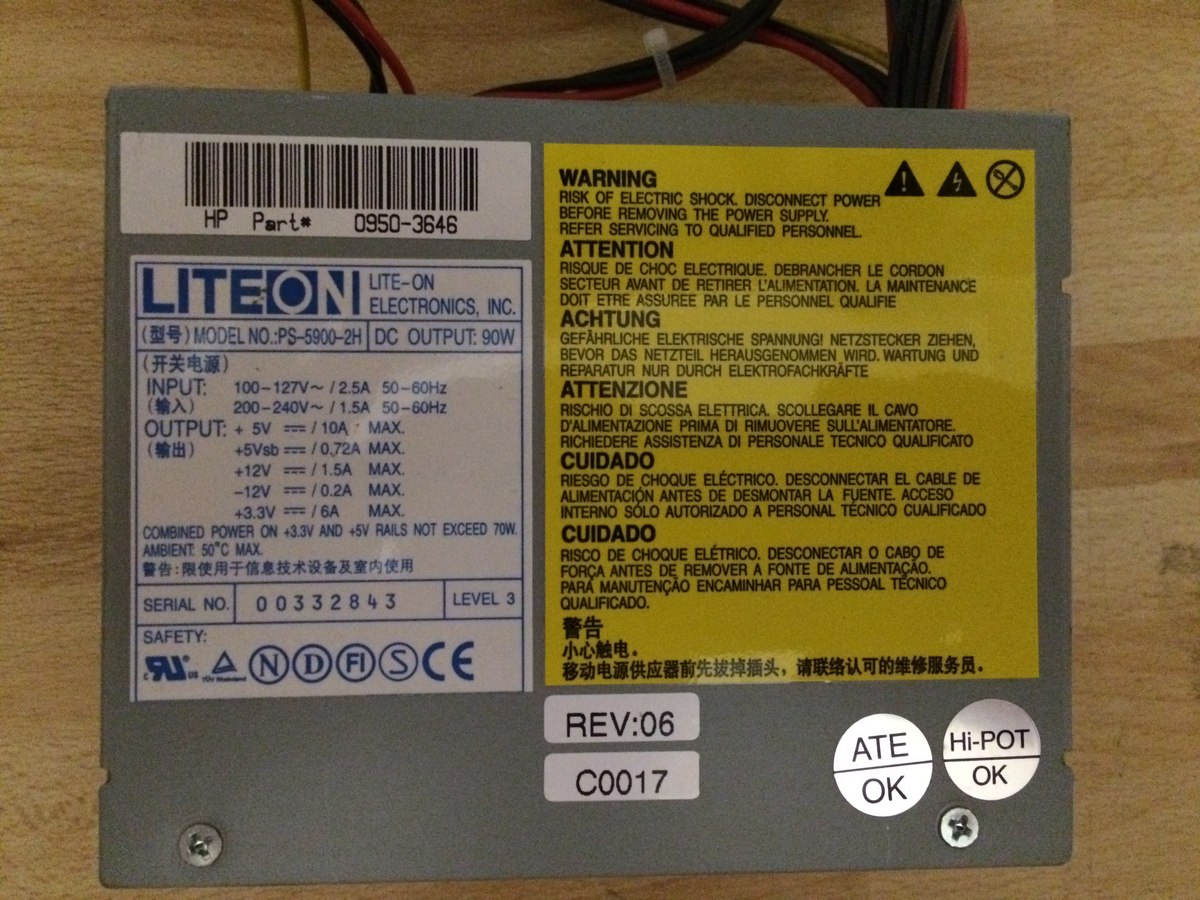 HP Part# 0950-3646
LITEON
LITE-ON
ELECTRONICS, INC.
(型号) MODEL NO.:PS-5900-2H
DC OUTPUT: 90W
(开关电源)
INPUT: 100-127V～ / 2.5A 50-60Hz
(输入) 200-240V～ / 1.5A 50-60Hz
OUTPUT: + 5V ⎓ / 10A MAX.
(输出) +5Vsb ⎓ / 0.72A MAX.
+12V ⎓ / 1.5A MAX.
-12V ⎓ / 0.2A MAX.
+3.3V ⎓ / 6A MAX.
COMBINED POWER ON +3.3V AND +5V RAILS NOT EXCEED 70W.
AMBIENT: 50°C MAX.
警告:限使用于信息技术设备及室内使用
SERIAL NO. 00332843 LEVEL 3
SAFETY:
c RU us TÜV Rheinland N D FI S CE
WARNING
RISK OF ELECTRIC SHOCK. DISCONNECT POWER
BEFORE REMOVING THE POWER SUPPLY.
REFER SERVICING TO QUALIFIED PERSONNEL.
ATTENTION
RISQUE DE CHOC ELECTRIQUE. DEBRANCHER LE CORDON
SECTEUR AVANT DE RETIRER L'ALIMENTATION. LA MAINTENANCE
DOIT ETRE ASSUREE PAR LE PERSONNEL QUALIFIE
ACHTUNG
GEFÄHRLICHE ELEKTRISCHE SPANNUNG! NETZSTECKER ZIEHEN,
BEVOR DAS NETZTEIL HERAUSGENOMMEN WIRD. WARTUNG UND
REPARATUR NUR DURCH ELEKTROFACHKRÄFTE
ATTENZIONE
RISCHIO DI SCOSSA ELETTRICA. SCOLLEGARE IL CAVO
D'ALIMENTAZIONE PRIMA DI RIMUOVERE SULL'ALIMENTATORE.
RICHIEDERE ASSISTENZA DI PERSONALE TECNICO QUALIFICATO
CUIDADO
RIESGO DE CHOQUE ELÉCTRICO. DESCONECTAR EL CABLE DE
ALIMENTACIÓN ANTES DE DESMONTAR LA FUENTE. ACCESO
INTERNO SÓLO AUTORIZADO A PERSONAL TÉCNICO CUALIFICADO
CUIDADO
RISCO DE CHOQUE ELÉTRICO. DESCONECTAR O CABO DE
FORÇA ANTES DE REMOVER A FONTE DE ALIMENTAÇÃO.
PARA MANUTENÇÃO ENCAMINHAR PARA PESSOAL TÉCNICO
QUALIFICADO.
警告
小心触电。
移动电源供应器前先拔掉插头，请联络认可的维修服务员。
REV:06
C0017
ATE
OK
Hi-POT
OK